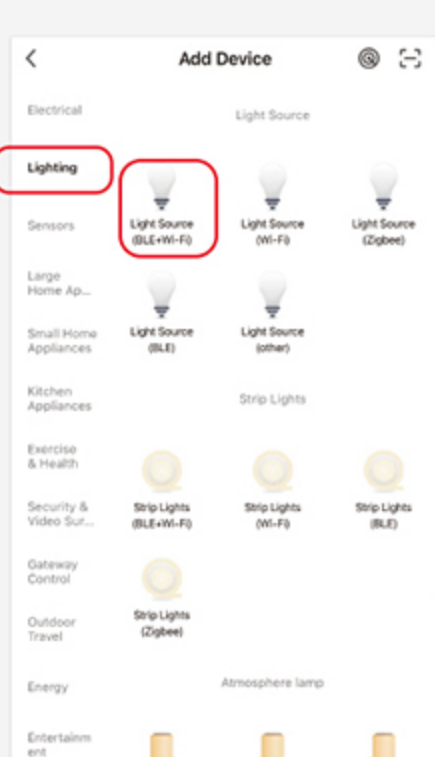 Add Device
Electrical
Lighting
Sensors
Large
Home Ap...
Small Home
Appliances
Kitchen
Appliances
Exercise
& Health
Security &
Video Sur...
Gateway
Control
Outdoor
Travel
Energy
Entertainm
ent
Light Source
Light Source
(BLE+Wi-Fi)
Light Source
(Wi-Fi)
Light Source
(Zigbee)
Light Source
(BLE)
Light Source
(other)
Strip Lights
Strip Lights
(BLE+Wi-Fi)
Strip Lights
(Wi-Fi)
Strip Lights
(BLE)
Strip Lights
(Zigbee)
Atmosphere lamp